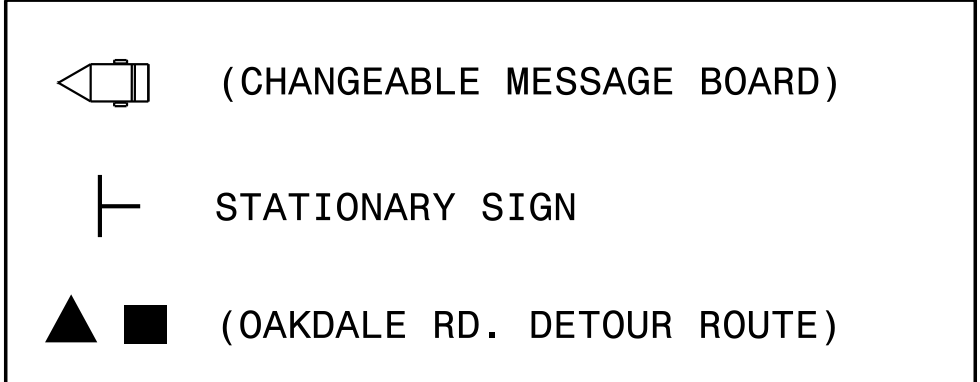 (CHANGEABLE MESSAGE BOARD)
STATIONARY SIGN
(OAKDALE RD. DETOUR ROUTE)